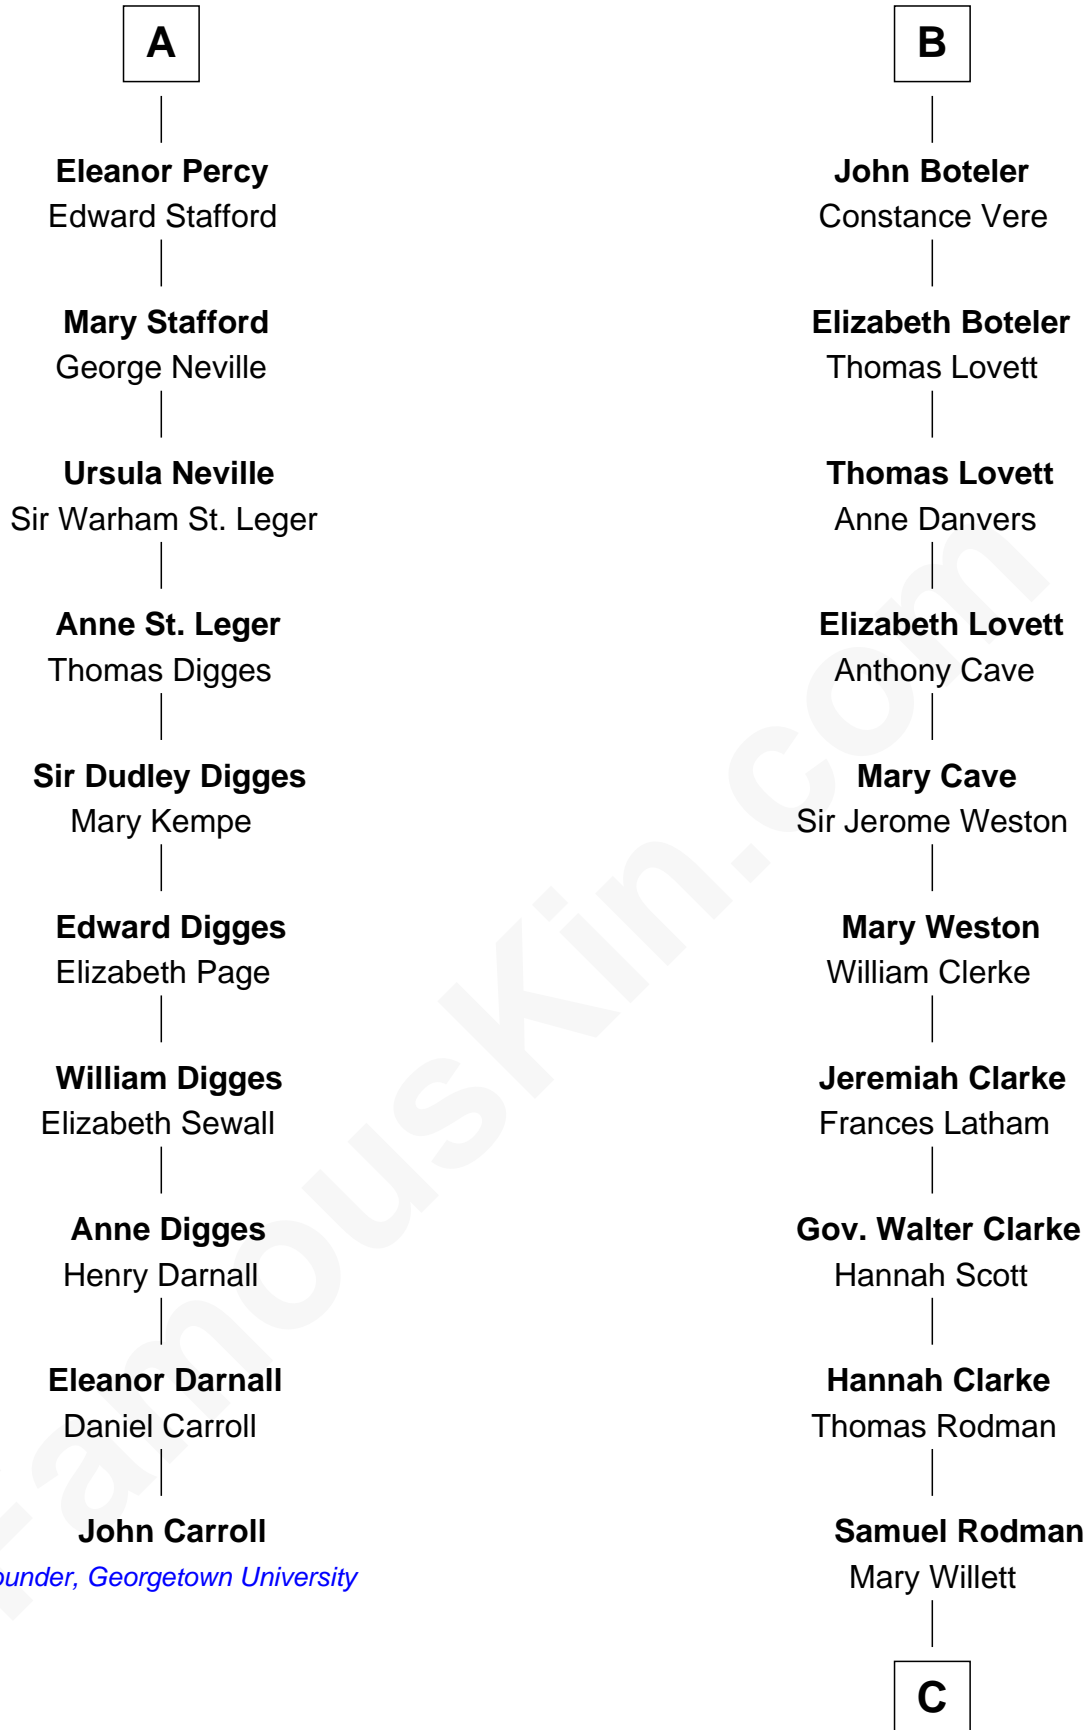 A
Eleanor Percy
Edward Stafford
Mary Stafford
George Neville
Ursula Neville
Sir Warham St. Leger
Anne St. Leger
Thomas Digges
Sir Dudley Digges
Mary Kempe
Edward Digges
Elizabeth Page
William Digges
Elizabeth Sewall
Anne Digges
Henry Darnall
Eleanor Darnall
Daniel Carroll
John Carroll
ounder, Georgetown University
B
John Boteler
Constance Vere
Elizabeth Boteler
Thomas Lovett
Thomas Lovett
Anne Danvers
Elizabeth Lovett
Anthony Cave
Mary Cave
Sir Jerome Weston
Mary Weston
William Clerke
Jeremiah Clarke
Frances Latham
Gov. Walter Clarke
Hannah Scott
Hannah Clarke
Thomas Rodman
Samuel Rodman
Mary Willett
C
FamousKin.com